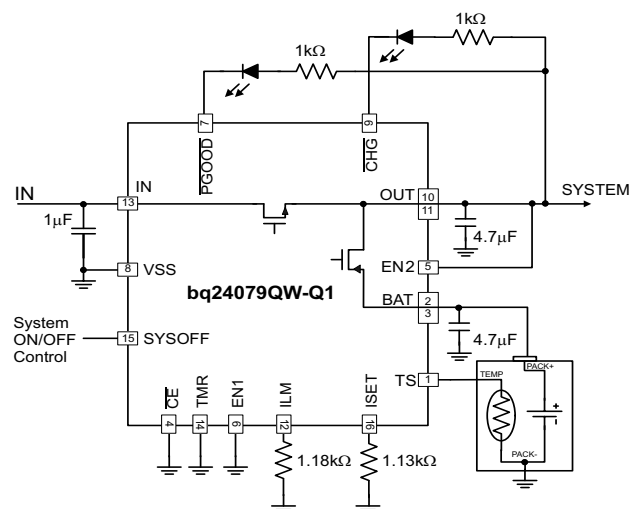 1kΩ
1kΩ
7
9
PGOOD
CHG
IN
IN
13
OUT
10
11
SYSTEM
1μF
4.7μF
8
VSS
EN2
5
bq24079QW-Q1
BAT
2
3
System
ON/OFF
Control
15
SYSOFF
4.7μF
TS
1
TEMP
PACK+
+
-
PACK-
CE
TMR
EN1
ILM
ISET
4
14
6
12
16
1.18kΩ
1.13kΩ